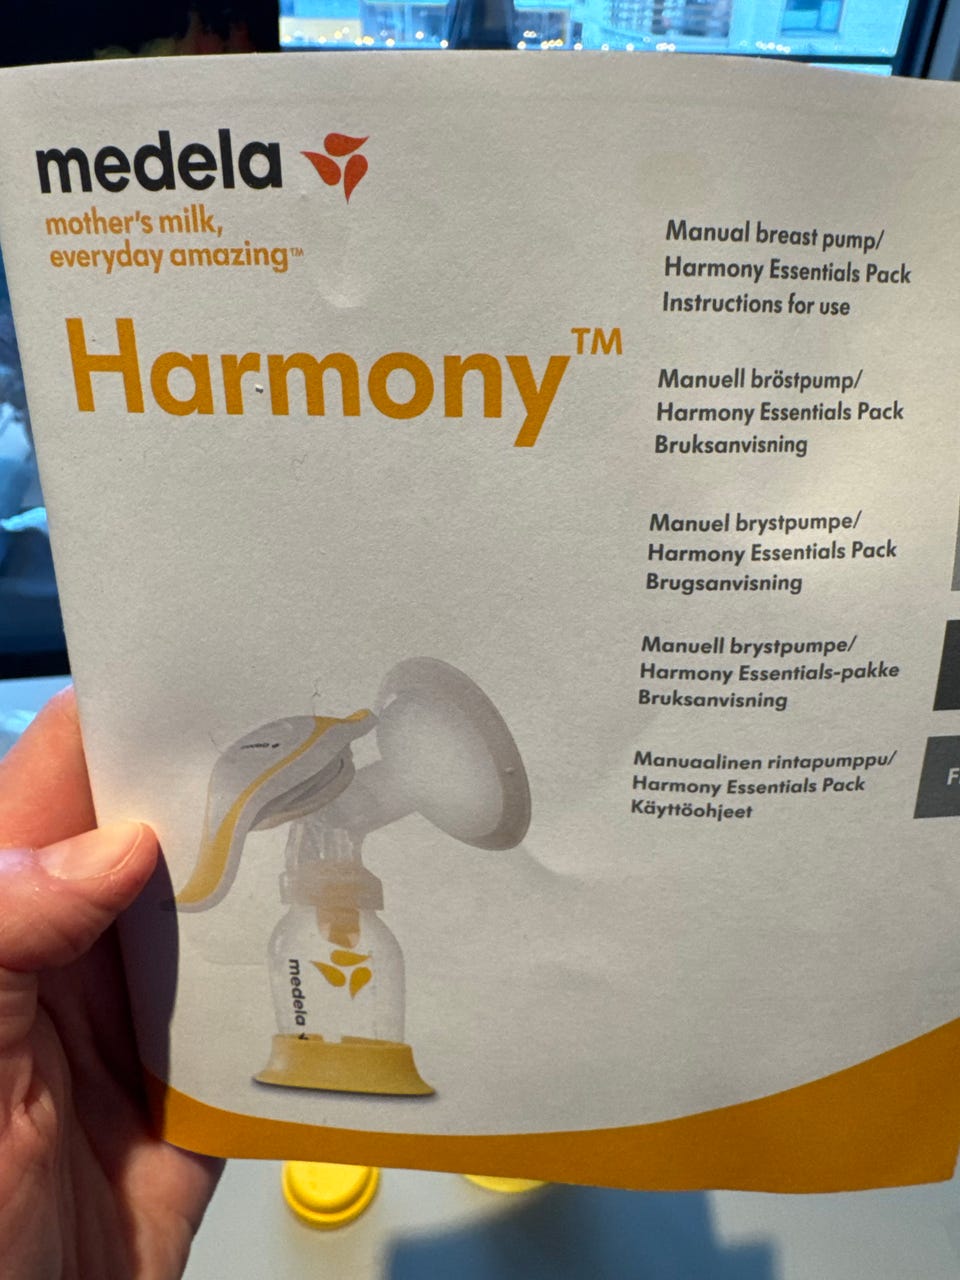 medela
mother's milk,
everyday amazing™
Harmony™
Manual breast pump/
Harmony Essentials Pack
Instructions for use
Manuell bröstpump/
Harmony Essentials Pack
Bruksanvisning
Manuel brystpumpe/
Harmony Essentials Pack
Brugsanvisning
Manuell brystpumpe/
Harmony Essentials-pakke
Bruksanvisning
Manuaalinen rintapumppu/
Harmony Essentials Pack
Käyttöohjeet
medela
medela